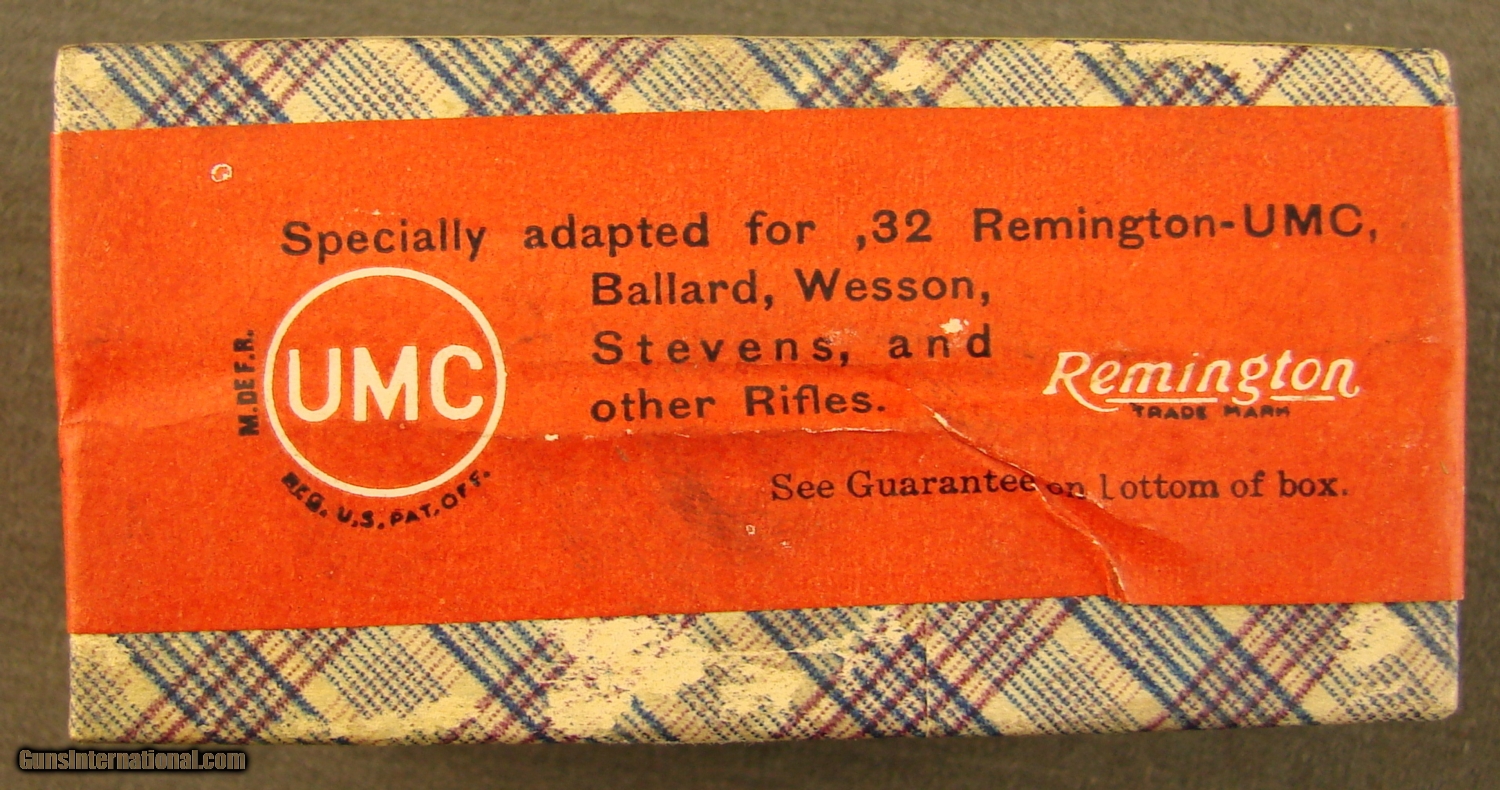 Specially adapted for ,32 Remington-UMC,
Ballard, Wesson,
Stevens, and
other Rifles.
M.DE F.R.
UMC
REG. U.S. PAT. OFF.
Remington
TRADE MARK
See Guarantee on lottom of box.
GunsInternational.com